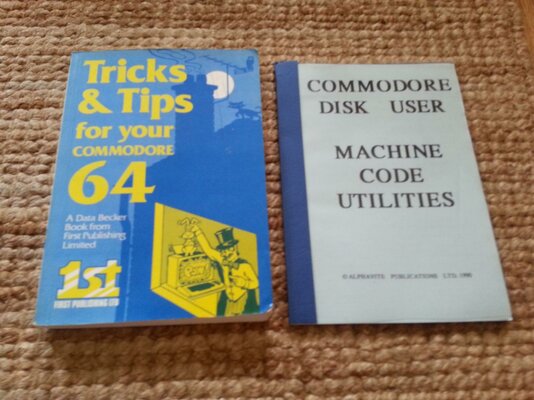 Tricks
& Tips
for your
COMMODORE
64
A Data Becker
Book from
First Publishing
Limited
1st
FIRST PUBLISHING LTD
COMMODORE
DISK USER
MACHINE
CODE
UTILITIES
© ALPHAVITE PUBLICATIONS LTD. 1990